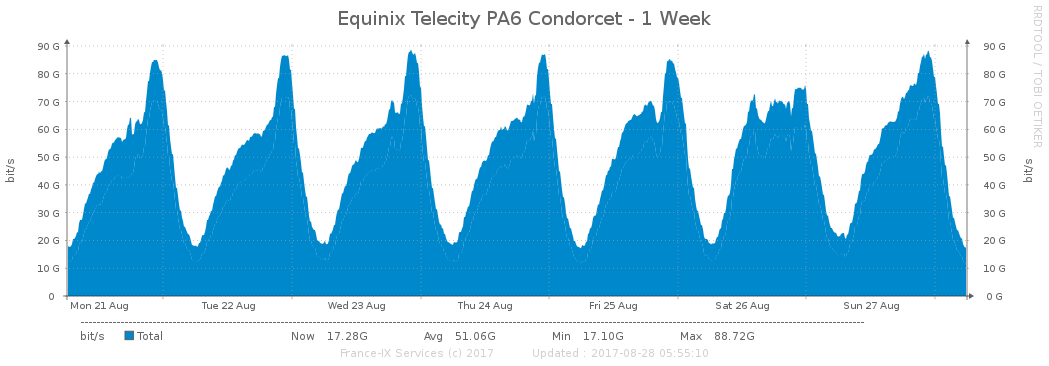 Equinix Telecity PA6 Condorcet - 1 Week
RRDTOOL / TOBI OETIKER
90 G 90 G
80 G 80 G
70 G 70 G
60 G 60 G
50 G 50 G
40 G 40 G
30 G 30 G
20 G 20 G
10 G 10 G
0 0 G
bit/s bit/s
Mon 21 Aug Tue 22 Aug Wed 23 Aug Thu 24 Aug Fri 25 Aug Sat 26 Aug Sun 27 Aug
bit/s Total Now 17.28G Avg 51.06G Min 17.10G Max 88.72G
France-IX Services (c) 2017 Updated : 2017-08-28 05:55:10